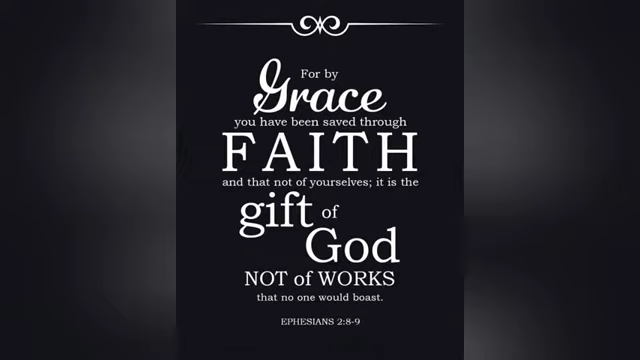 For by
Grace
you have been saved through
FAITH
and that not of yourselves; it is the
gift of
God
NOT of WORKS
that no one would boast.
EPHESIANS 2:8-9